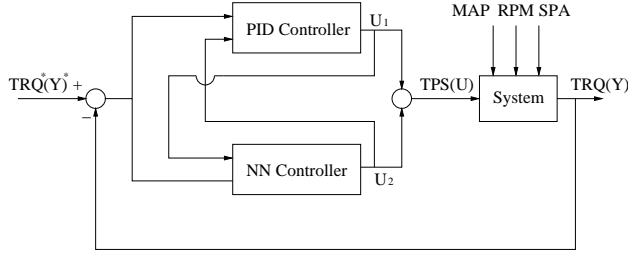 MAP RPM SPA
PID Controller
U1
TRQ*(Y)* +
−
TPS(U)
System
TRQ(Y)
NN Controller
U2